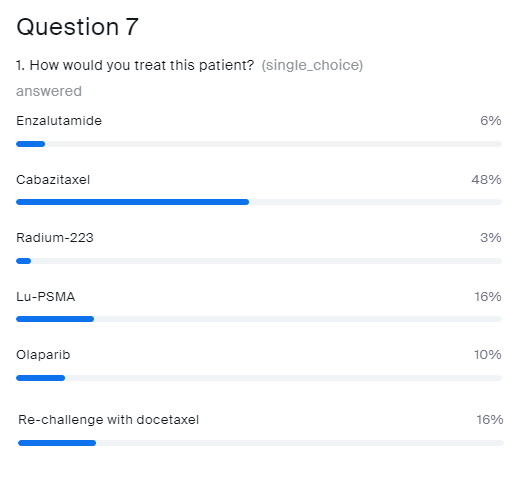 Question 7
1. How would you treat this patient? (single_choice)
answered
Enzalutamide 6%
Cabazitaxel 48%
Radium-223 3%
Lu-PSMA 16%
Olaparib 10%
Re-challenge with docetaxel 16%